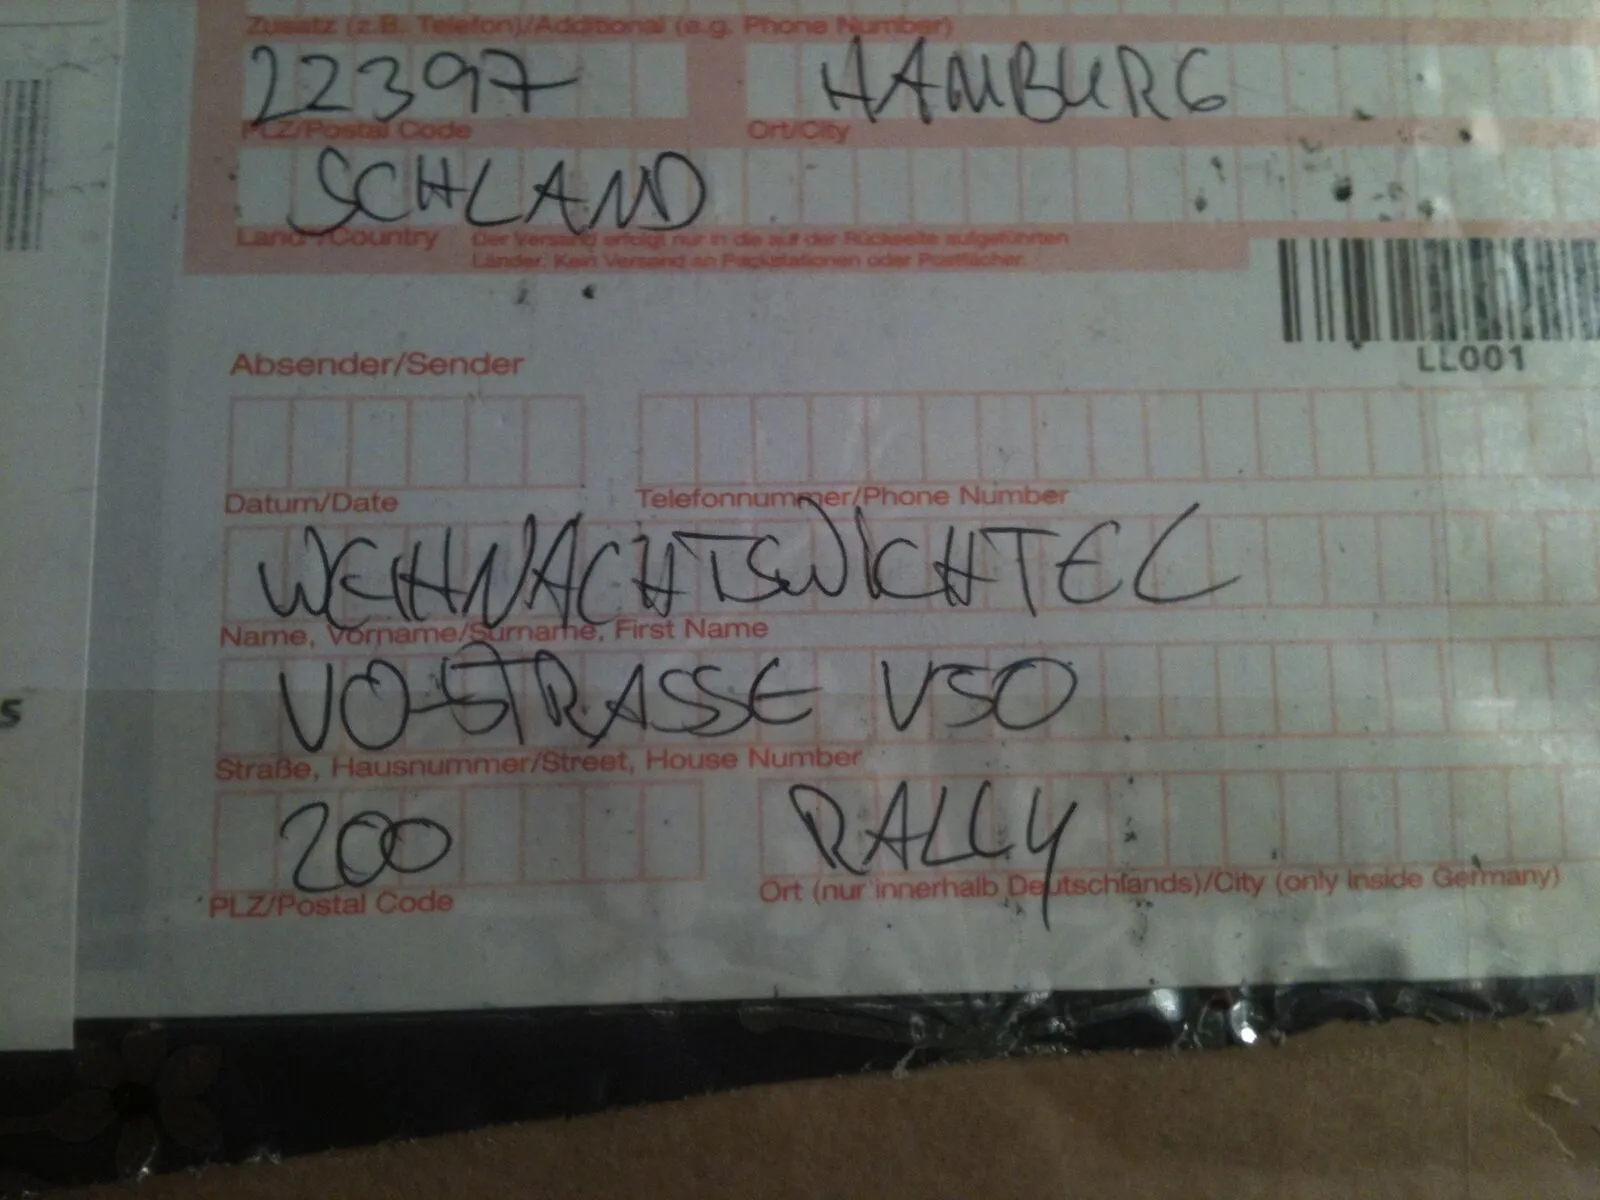 Zusatz (z.B. Telefon)/Additional (e.g. Phone Number)
22397 HAMBURG
PLZ/Postal Code Ort/City
SCHLAND
Land /Country Der Versand erfolgt nur in die auf der Rückseite aufgeführten
Länder. Kein Versand an Packstationen oder Postfächer.
LL001
Absender/Sender
Datum/Date Telefonnummer/Phone Number
WEIHNACHTSWICHTEL
Name, Vorname/Surname, First Name
VO-STRASSE V50
Straße, Hausnummer/Street, House Number
S
200 RALLY
PLZ/Postal Code Ort (nur innerhalb Deutschlands)/City (only inside Germany)